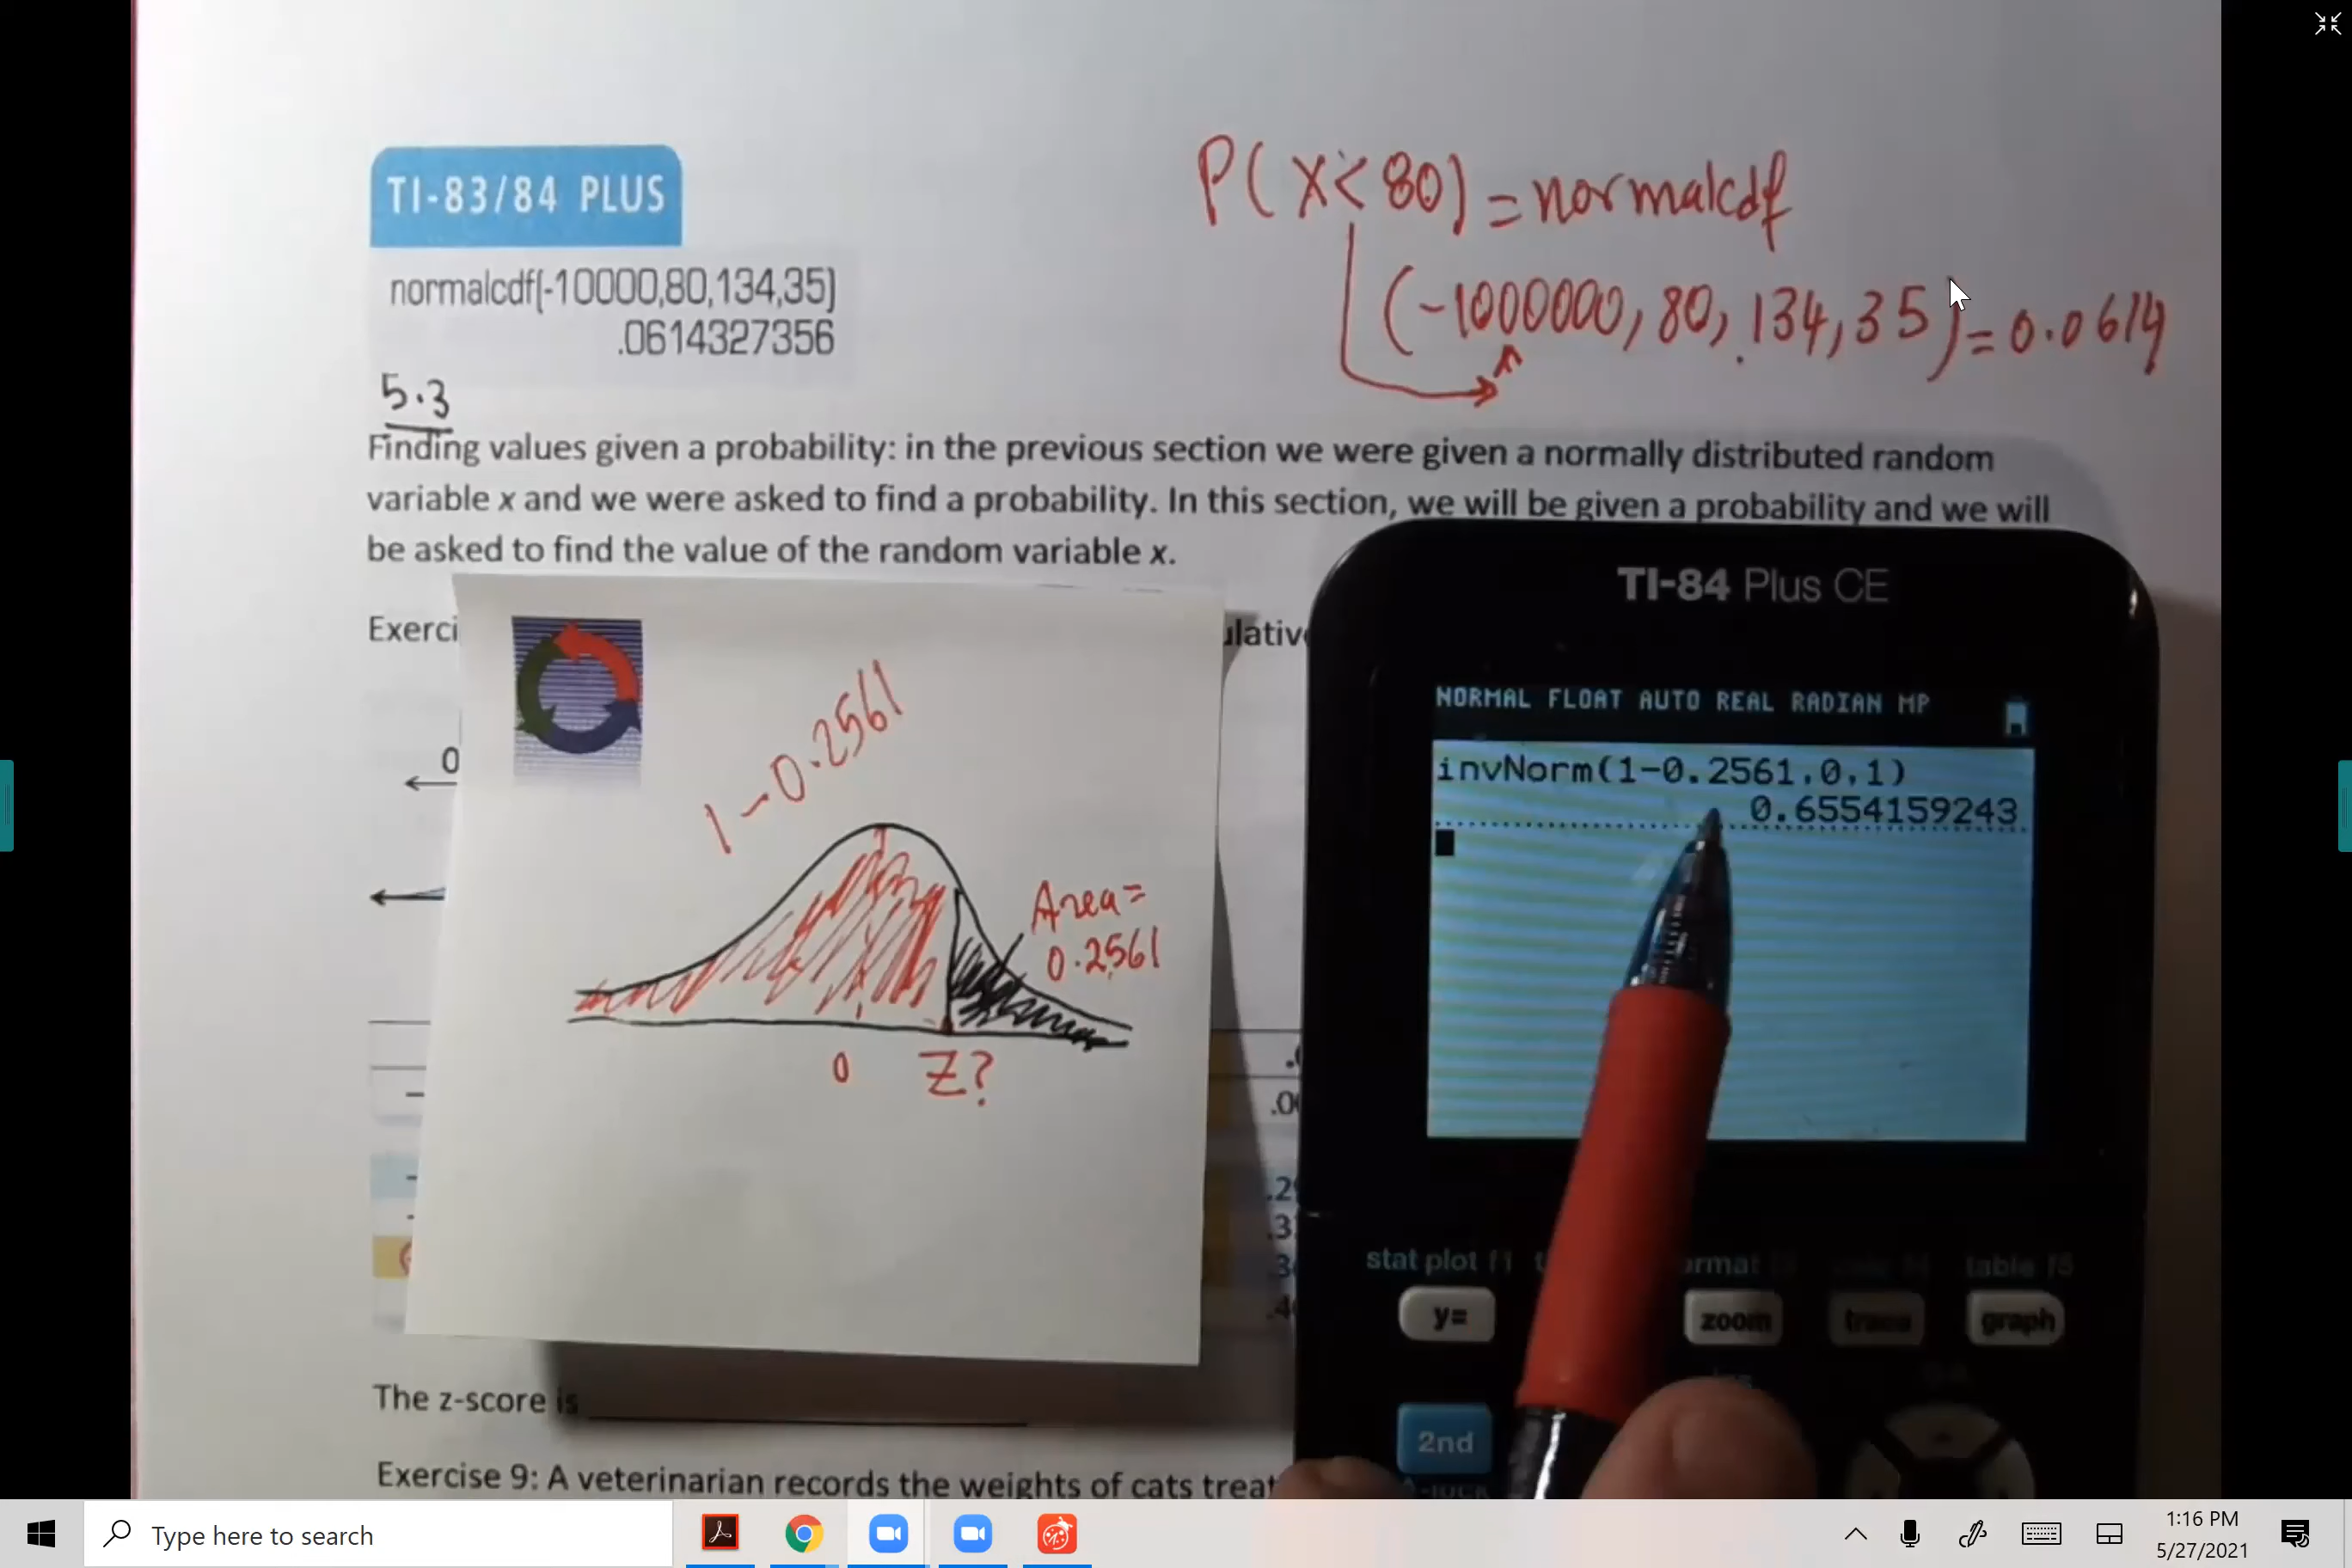 TI-83/84 PLUS
normalcdf(-10000,80,134,35)
.0614327356
P(X<80) = normalcdf
(-1000000, 80, 134, 35) = 0.0614
5.3
Finding values given a probability: in the previous section we were given a normally distributed random
variable x and we were asked to find a probability. In this section, we will be given a probability and we will
be asked to find the value of the random variable x.
1-0.2561
Area =
0.2561
0 Z?
TI-84 Plus CE
NORMAL FLOAT AUTO REAL RADIAN MP
invNorm(1-0.2561,0,1)
0.6554159243
stat plot f1
table f5
y=
zoom
trace
graph
2nd
The z-score is
Exercise 9: A veterinarian records the weights of cats
Type here to search
1:16 PM
5/27/2021